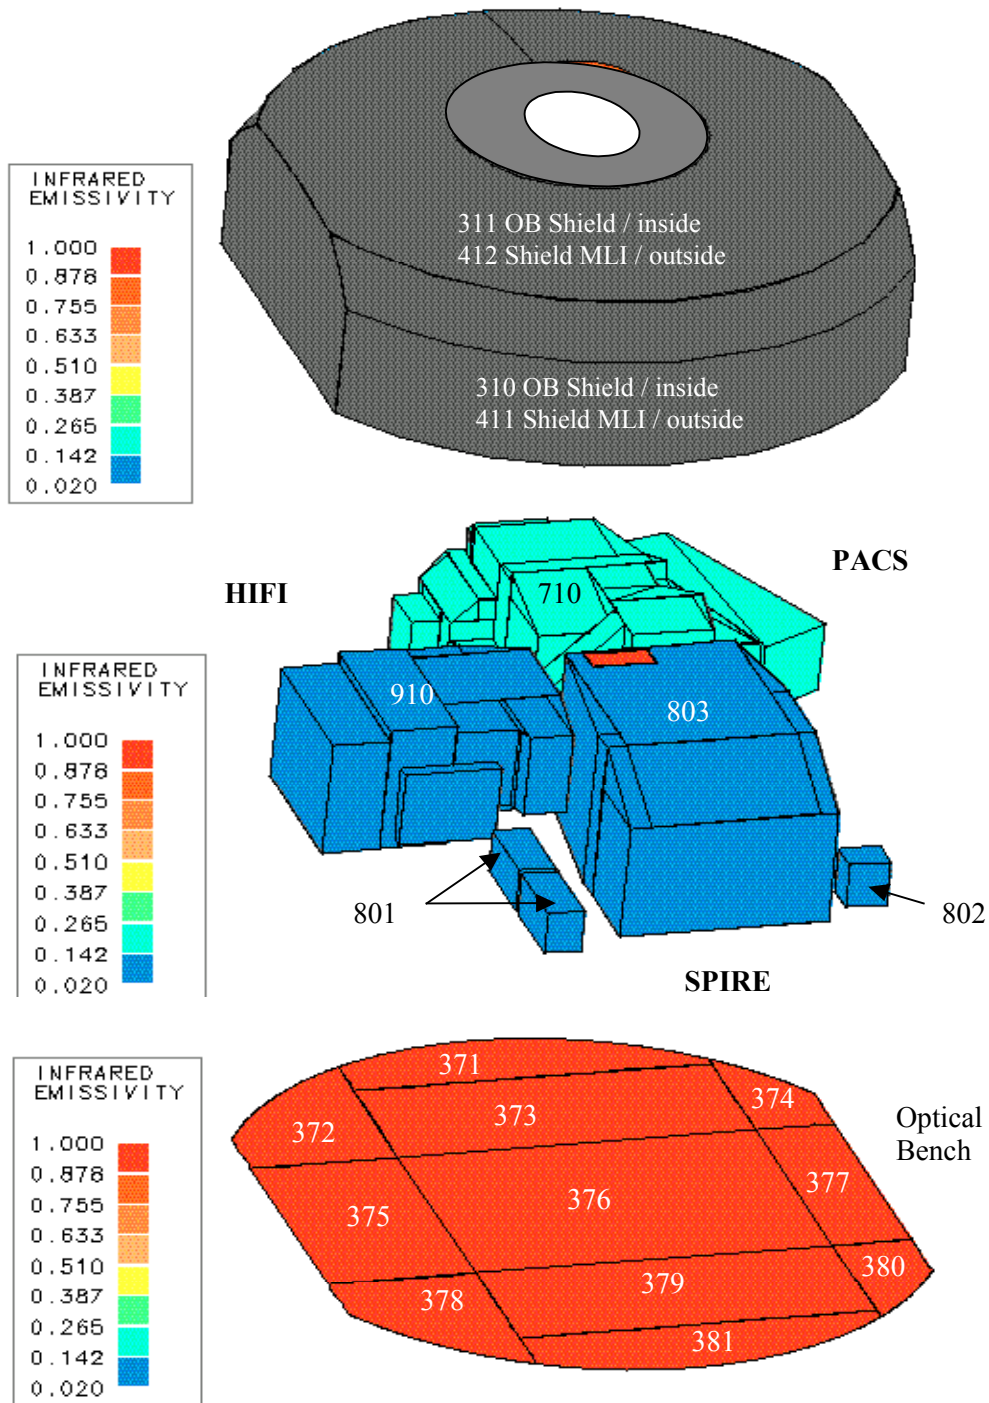 311 OB Shield / inside
412 Shield MLI / outside
310 OB Shield / inside
411 Shield MLI / outside
INFRARED
EMISSIVITY
1.000
0.878
0.755
0.633
0.510
0.387
0.265
0.142
0.020
HIFI
PACS
710
910
803
801
802
SPIRE
INFRARED
EMISSIVITY
1.000
0.878
0.755
0.633
0.510
0.387
0.265
0.142
0.020
INFRARED
EMISSIVITY
1.000
0.878
0.755
0.633
0.510
0.387
0.265
0.142
0.020
371
372
373
374
375
376
377
378
379
380
381
Optical
Bench